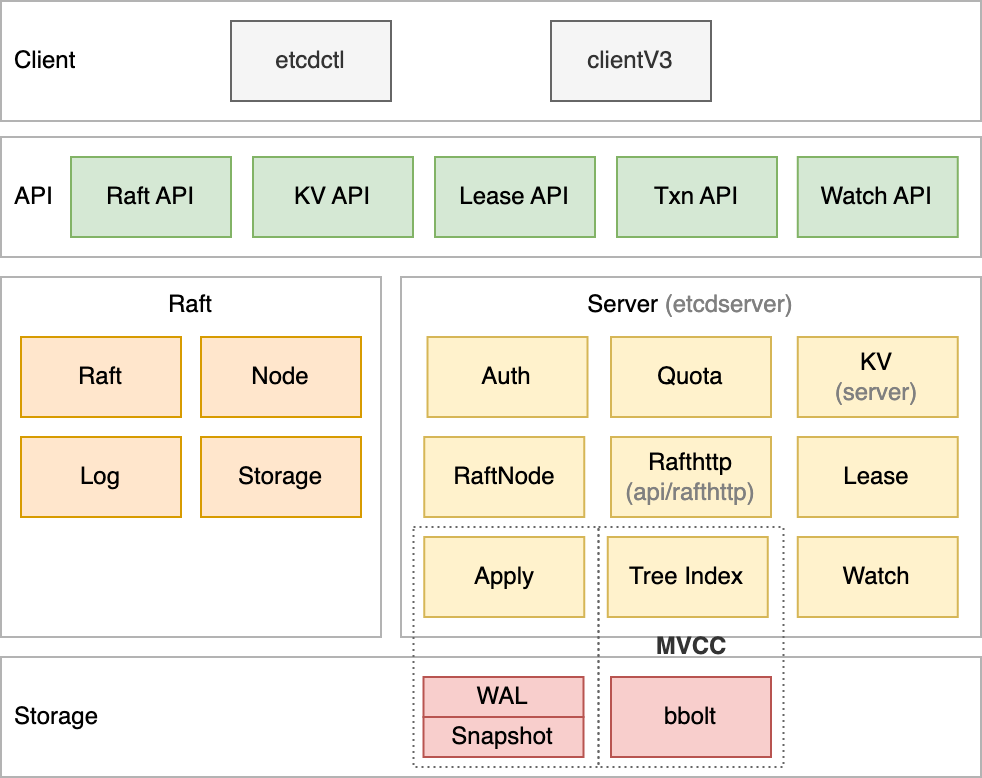 Client
etcdctl
clientV3
API
Raft API
KV API
Lease API
Txn API
Watch API
Raft
Raft
Node
Log
Storage
Server (etcdserver)
Auth
Quota
KV
(server)
RaftNode
Rafthttp
(api/rafthttp)
Lease
Apply
Tree Index
Watch
MVCC
Storage
WAL
Snapshot
bbolt